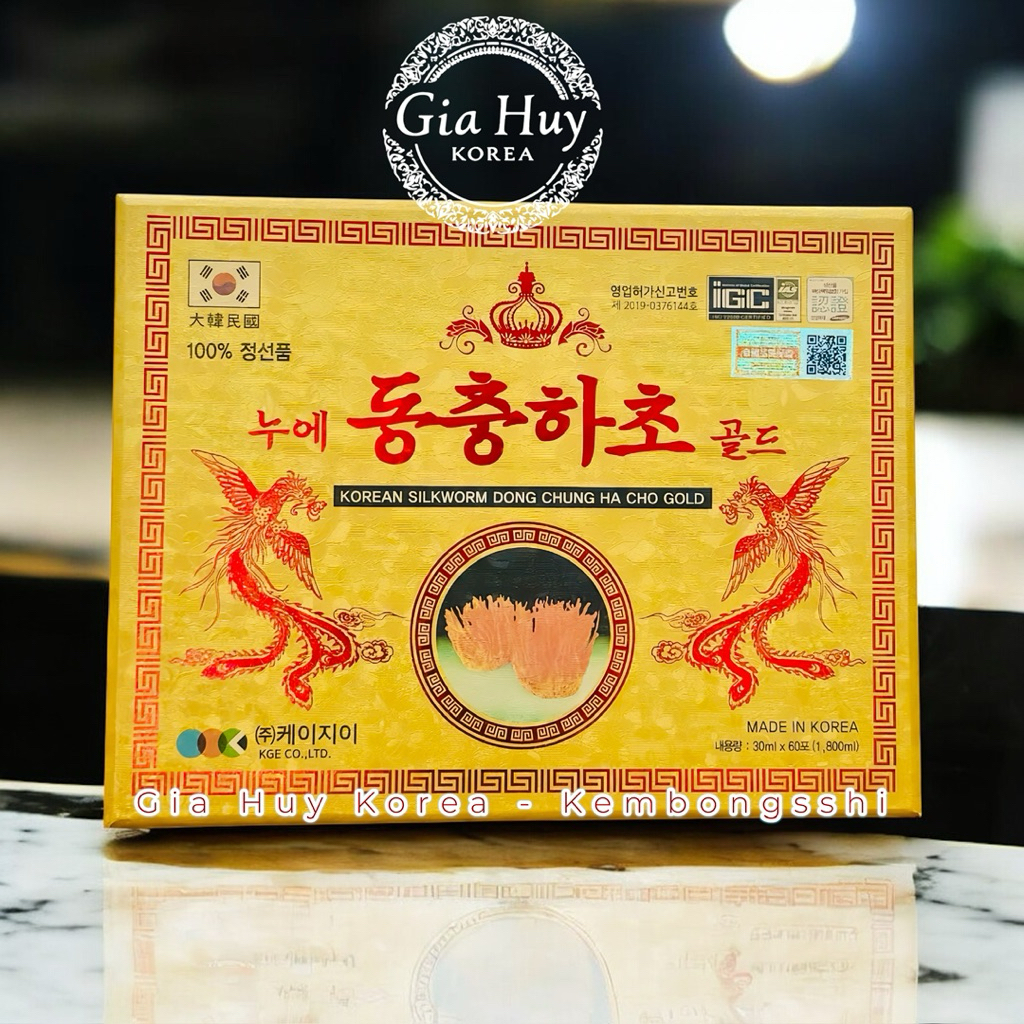 Gia Huy
KOREA
大韓民國
100% 정선품
영업허가신고번호
제 2019-0376144호
IGC
IAS
누에 동충하초 골드
KOREAN SILKWORM DONG CHUNG HA CHO GOLD
(주)케이지이
KGE CO.,LTD.
MADE IN KOREA
내용량 : 30ml x 60포 (1,800ml)
Gia Huy Korea - Kembongsshi